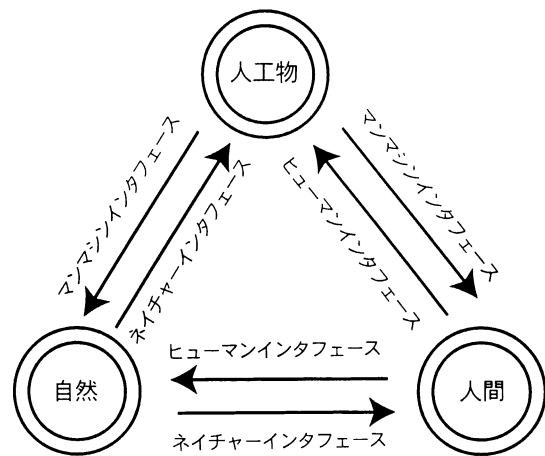 人工物
マンマシンインタフェース
ネイチャーインタフェース
ヒューマンインタフェース
マンマシンインタフェース
自然
ヒューマンインタフェース
ネイチャーインタフェース
人間